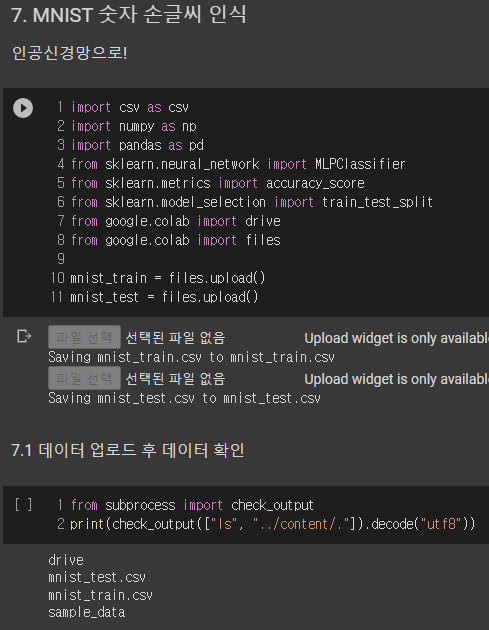 7. MNIST 숫자 손글씨 인식
인공신경망으로!
1 import csv as csv
2 import numpy as np
3 import pandas as pd
4 from sklearn.neural_network import MLPClassifier
5 from sklearn.metrics import accuracy_score
6 from sklearn.model_selection import train_test_split
7 from google.colab import drive
8 from google.colab import files
9
10 mnist_train = files.upload()
11 mnist_test = files.upload()
파일 선택 선택된 파일 없음 Upload widget is only availabl
Saving mnist_train.csv to mnist_train.csv
파일 선택 선택된 파일 없음 Upload widget is only availabl
Saving mnist_test.csv to mnist_test.csv
7.1 데이터 업로드 후 데이터 확인
[ ] 1 from subprocess import check_output
2 print(check_output(["ls", "../content/."]).decode("utf8"))
drive
mnist_test.csv
mnist_train.csv
sample_data